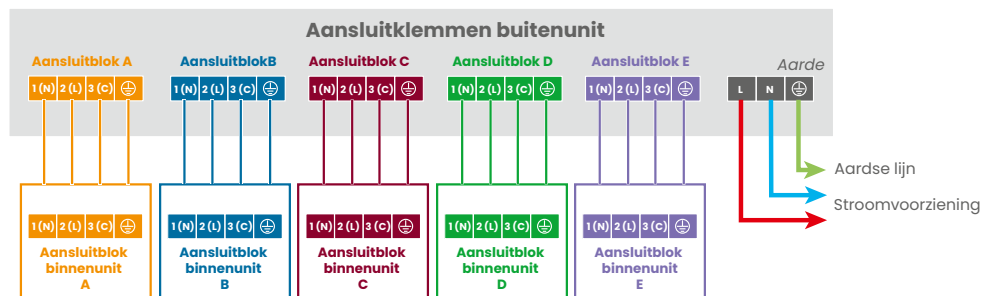 Aansluitklemmen buitenunit
Aansluitblok A AansluitblokB Aansluitblok C Aansluitblok D Aansluitblok E Aarde
1 (N) 2 (L) 3 (C) 1 (N) 2 (L) 3 (C) 1 (N) 2 (L) 3 (C) 1 (N) 2 (L) 3 (C) 1 (N) 2 (L) 3 (C) L N
Aardse lijn
Stroomvoorziening
1 (N) 2 (L) 3 (C) 1 (N) 2 (L) 3 (C) 1 (N) 2 (L) 3 (C) 1 (N) 2 (L) 3 (C) 1 (N) 2 (L) 3 (C)
Aansluitblok Aansluitblok Aansluitblok Aansluitblok Aansluitblok
binnenunit binnenunit binnenunit binnenunit binnenunit
A B C D E